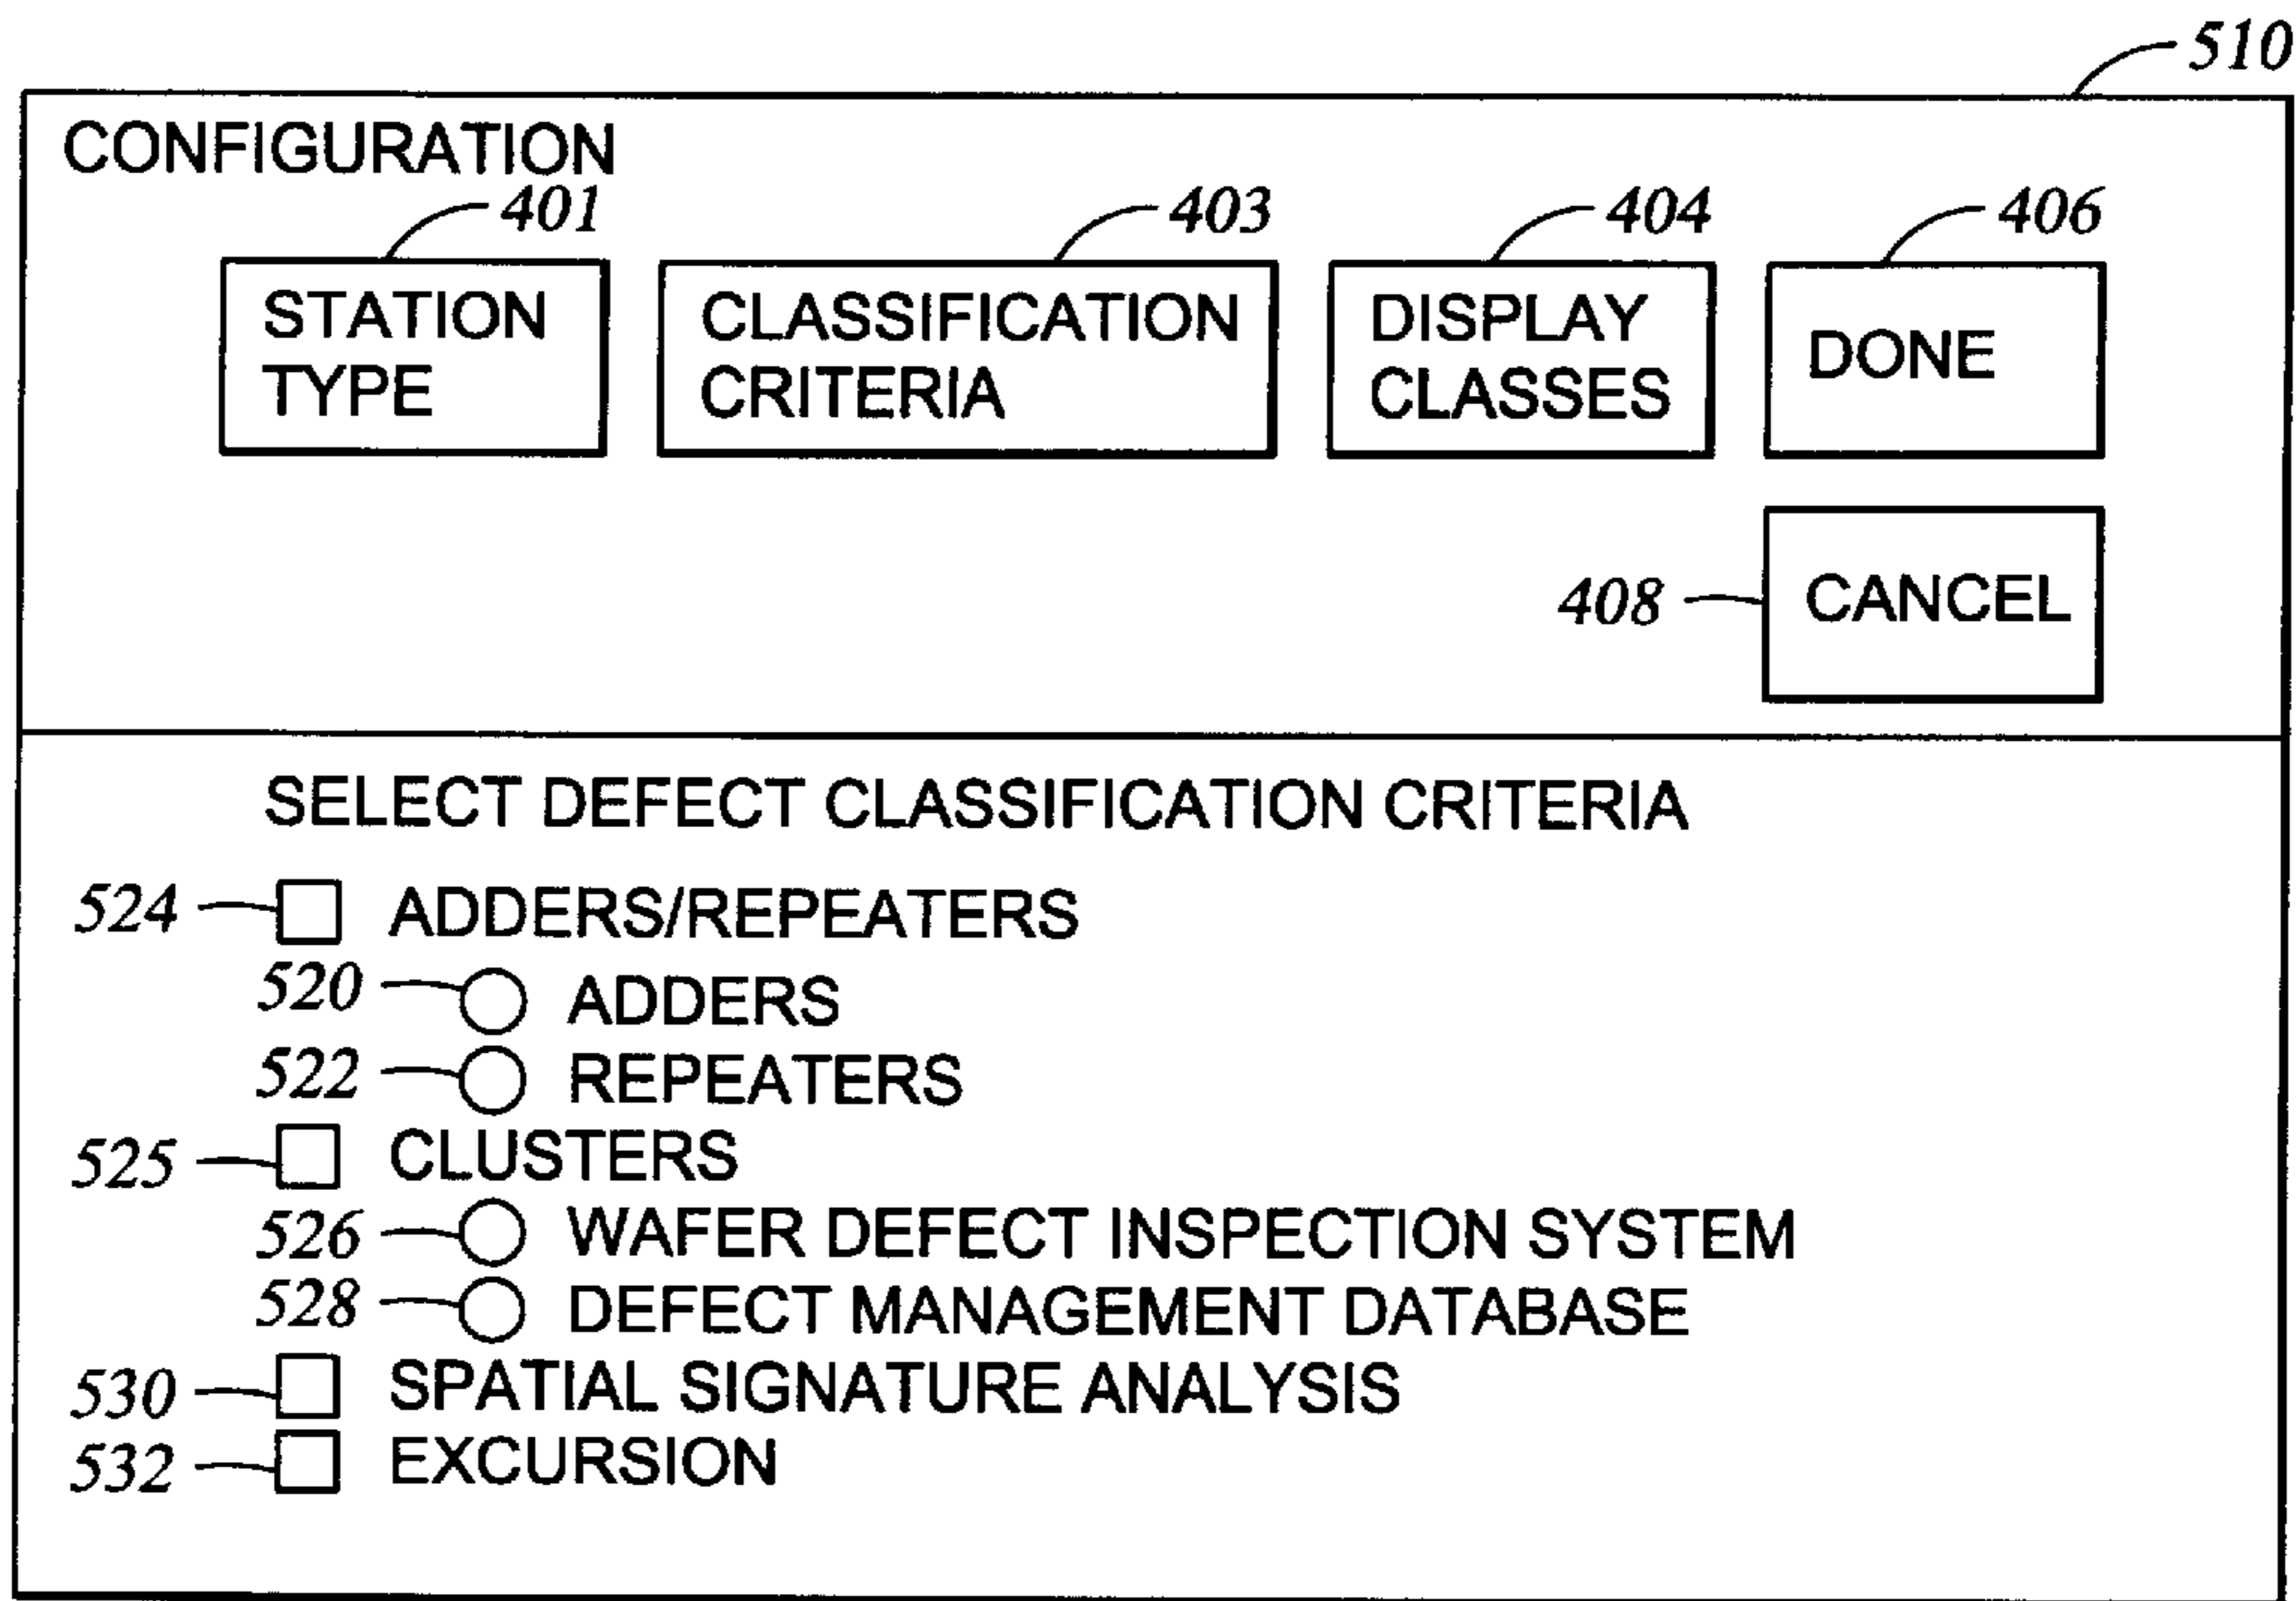 510
CONFIGURATION
401
403
404
406
STATION
TYPE
CLASSIFICATION
CRITERIA
DISPLAY
CLASSES
DONE
408
CANCEL
SELECT DEFECT CLASSIFICATION CRITERIA
524 ADDERS/REPEATERS
520 ADDERS
522 REPEATERS
525 CLUSTERS
526 WAFER DEFECT INSPECTION SYSTEM
528 DEFECT MANAGEMENT DATABASE
530 SPATIAL SIGNATURE ANALYSIS
532 EXCURSION